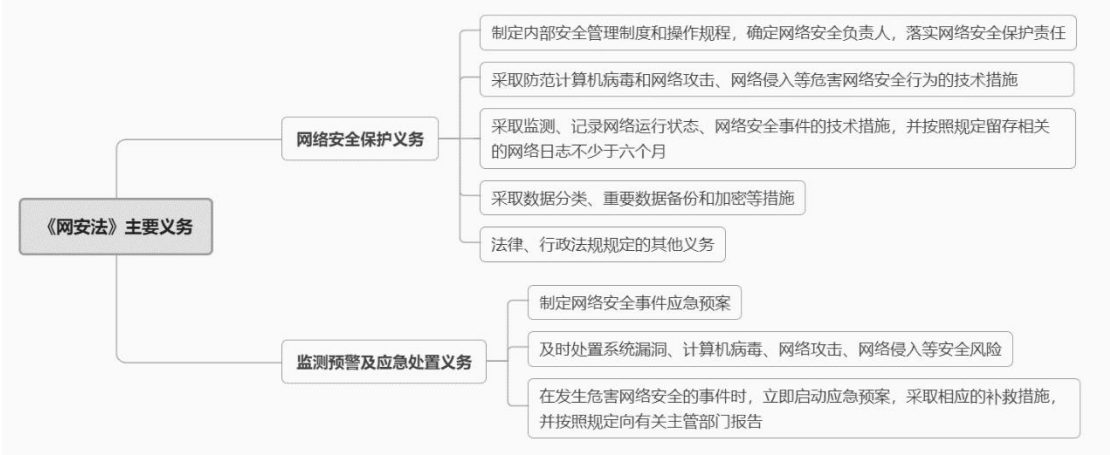 《网安法》主要义务
网络安全保护义务
制定内部安全管理制度和操作规程，确定网络安全负责人，落实网络安全保护责任
采取防范计算机病毒和网络攻击、网络侵入等危害网络安全行为的技术措施
采取监测、记录网络运行状态、网络安全事件的技术措施，并按照规定留存相关
的网络日志不少于六个月
采取数据分类、重要数据备份和加密等措施
法律、行政法规规定的其他义务
监测预警及应急处置义务
制定网络安全事件应急预案
及时处置系统漏洞、计算机病毒、网络攻击、网络侵入等安全风险
在发生危害网络安全的事件时，立即启动应急预案，采取相应的补救措施，
并按照规定向有关主管部门报告